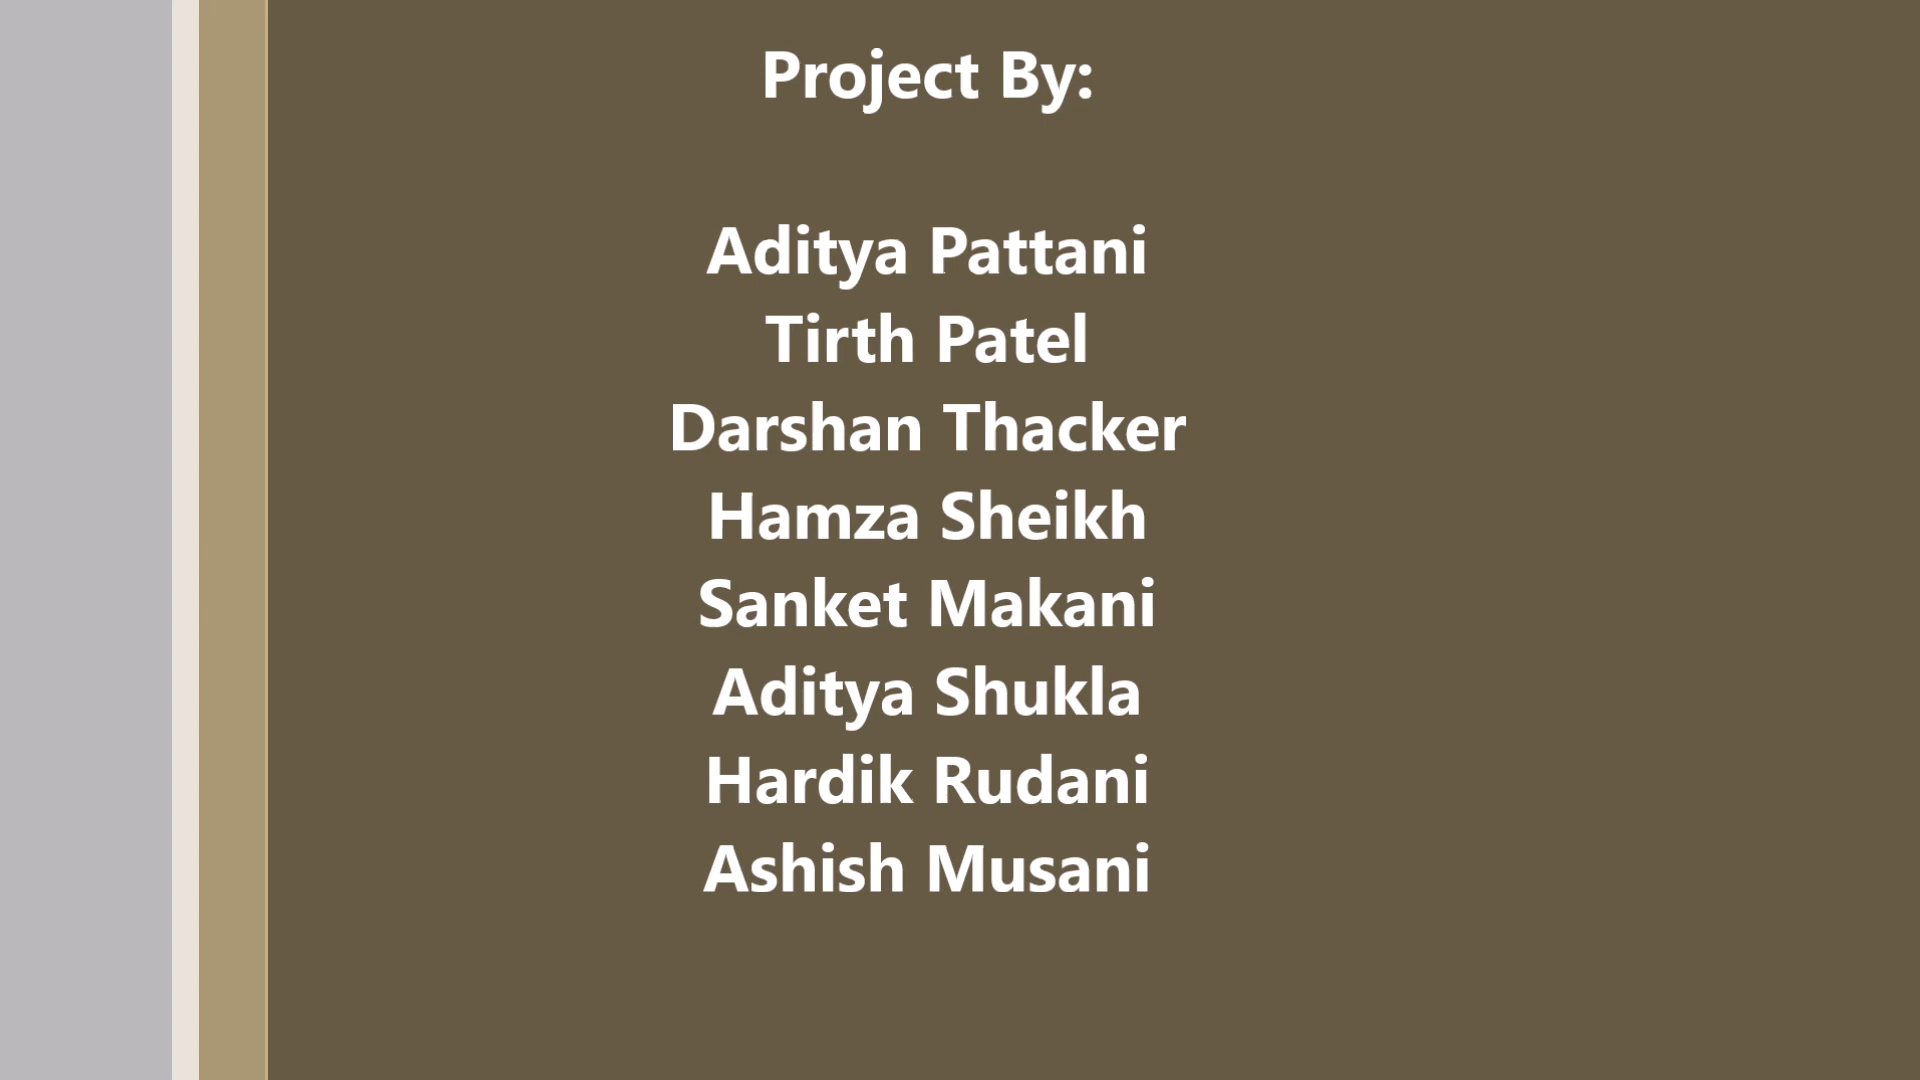 Project By:
Aditya Pattani
Tirth Patel
Darshan Thacker
Hamza Sheikh
Sanket Makani
Aditya Shukla
Hardik Rudani
Ashish Musani